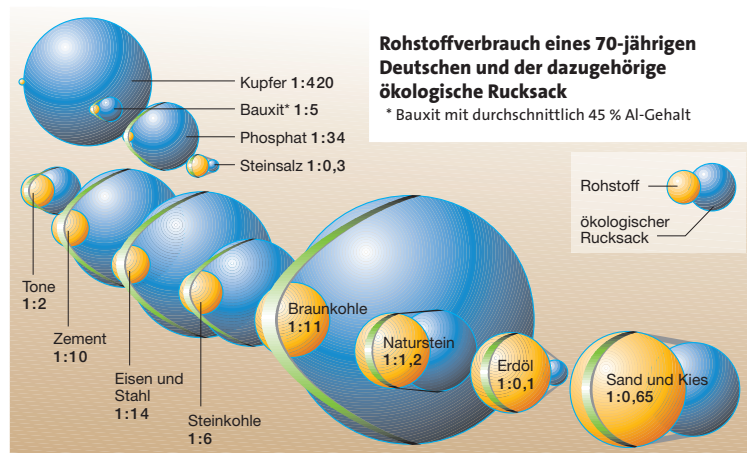 Rohstoffverbrauch eines 70-jährigen
Deutschen und der dazugehörige
ökologische Rucksack
* Bauxit mit durchschnittlich 45 % Al-Gehalt
Kupfer 1:420
Bauxit* 1:5
Phosphat 1:34
Steinsalz 1:0,3
Rohstoff
ökologischer
Rucksack
Tone
1:2
Zement
1:10
Eisen und
Stahl
1:14
Steinkohle
1:6
Braunkohle
1:11
Naturstein
1:1,2
Erdöl
1:0,1
Sand und Kies
1:0,65